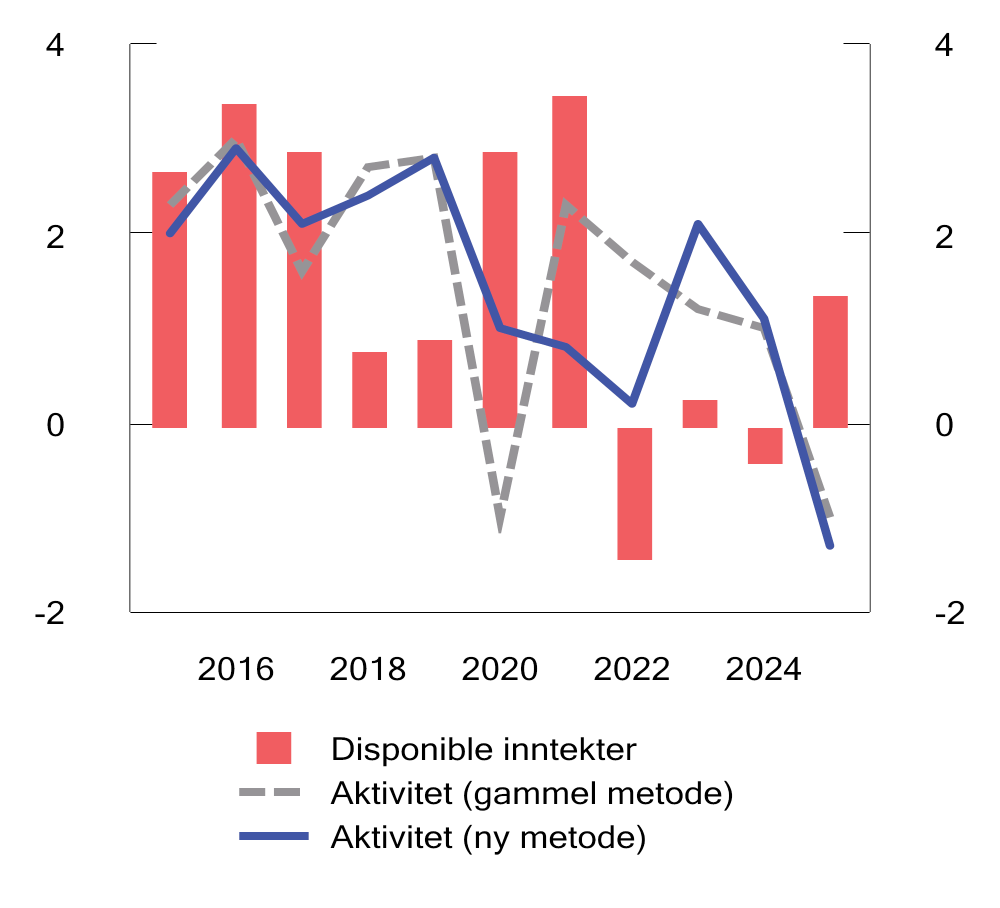 4 4
2 2
0 0
-2 -2
2016 2018 2020 2022 2024
Disponible inntekter
Aktivitet (gammel metode)
Aktivitet (ny metode)